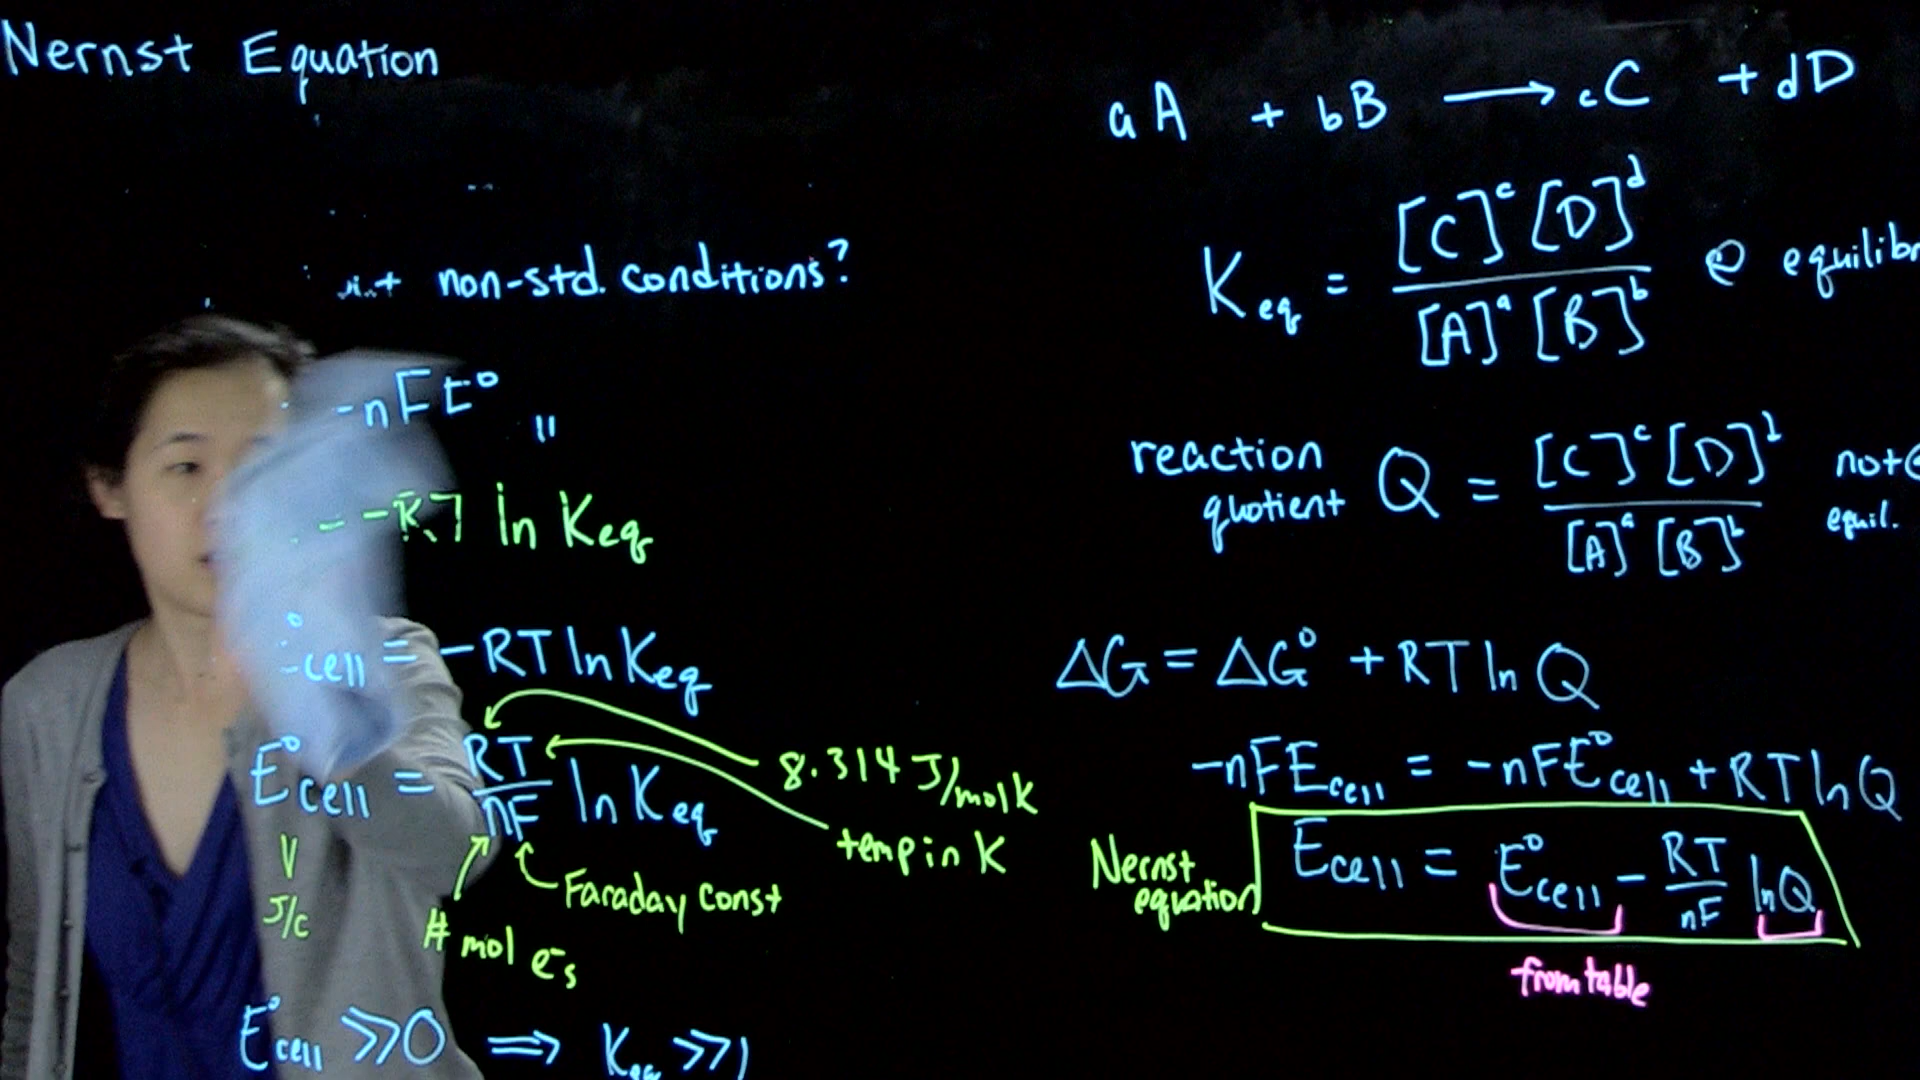 Nernst Equation
non-std. conditions?
-nFE°
-RT ln Keq
cell = -RT ln Keq
E°cell = RT/nF ln Keq
V
J/C
8.314 J/mol K
temp in K
Faraday const
# mol e-s
E°cell >> 0 ⇒ Keq >> 1
aA + bB → cC + dD
Keq = [C]^c [D]^d / [A]^a [B]^b @
reaction quotient Q = [C]^c [D]^d / [A]^a [B]^b not @ equil.
ΔG = ΔG° + RT ln Q
-nFEcell = -nFE°cell + RT ln Q
Nernst equation
Ecell = E°cell - RT/nF ln Q
from table